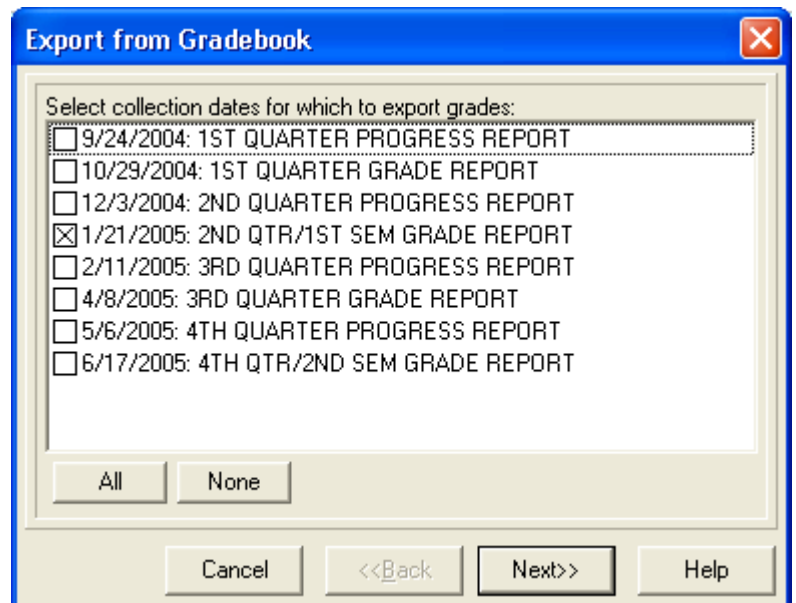 Export from Gradebook
Select collection dates for which to export grades:
9/24/2004: 1ST QUARTER PROGRESS REPORT
10/29/2004: 1ST QUARTER GRADE REPORT
12/3/2004: 2ND QUARTER PROGRESS REPORT
1/21/2005: 2ND QTR/1ST SEM GRADE REPORT
2/11/2005: 3RD QUARTER PROGRESS REPORT
4/8/2005: 3RD QUARTER GRADE REPORT
5/6/2005: 4TH QUARTER PROGRESS REPORT
6/17/2005: 4TH QTR/2ND SEM GRADE REPORT
All None
Cancel <<Back Next>> Help